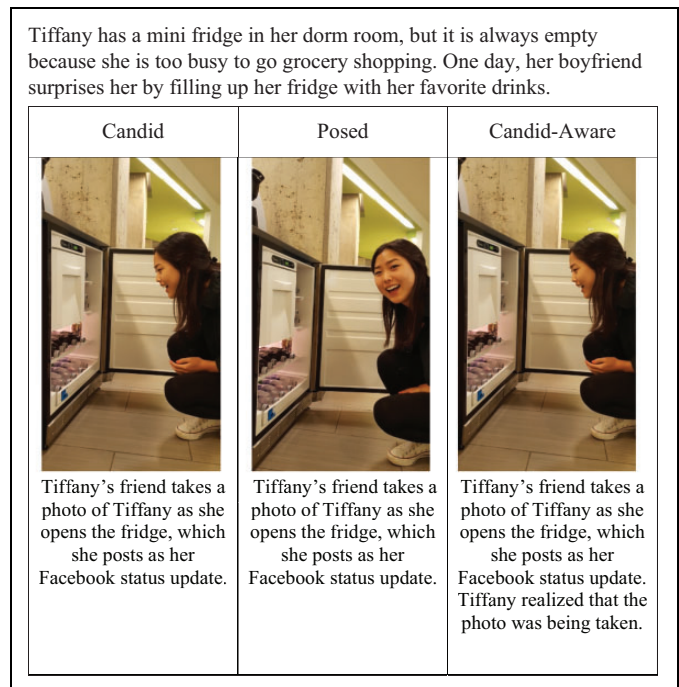 Tiffany has a mini fridge in her dorm room, but it is always empty
because she is too busy to go grocery shopping. One day, her boyfriend
surprises her by filling up her fridge with her favorite drinks.
Candid
Posed
Candid-Aware
Tiffany’s friend takes a
photo of Tiffany as she
opens the fridge, which
she posts as her
Facebook status update.
Tiffany’s friend takes a
photo of Tiffany as she
opens the fridge, which
she posts as her
Facebook status update.
Tiffany’s friend takes a
photo of Tiffany as she
opens the fridge, which
she posts as her
Facebook status update.
Tiffany realized that the
photo was being taken.